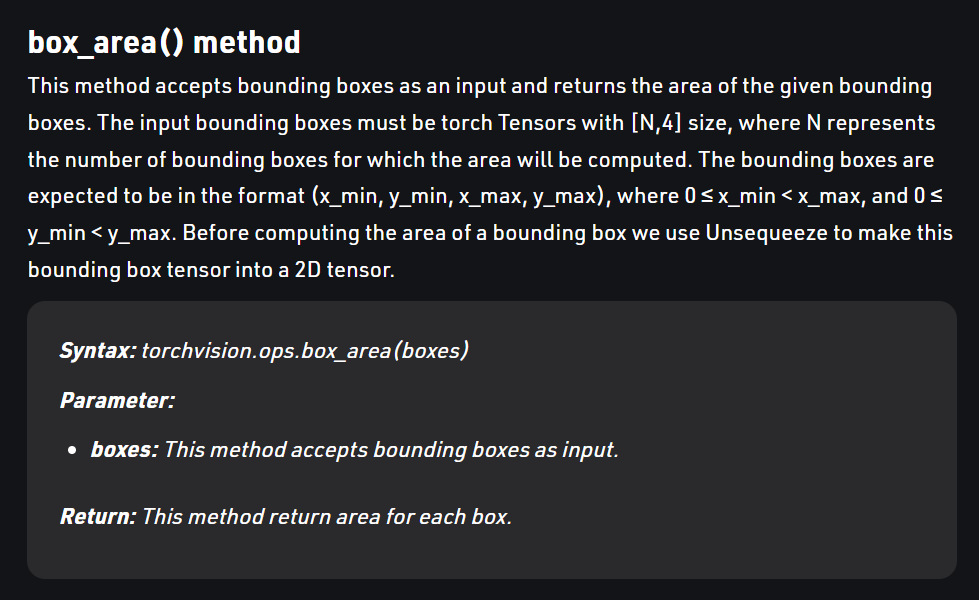 box_area() method
This method accepts bounding boxes as an input and returns the area of the given bounding
boxes. The input bounding boxes must be torch Tensors with [N,4] size, where N represents
the number of bounding boxes for which the area will be computed. The bounding boxes are
expected to be in the format (x_min, y_min, x_max, y_max), where 0 ≤ x_min < x_max, and 0 ≤
y_min < y_max. Before computing the area of a bounding box we use Unsequeeze to make this
bounding box tensor into a 2D tensor.
Syntax: torchvision.ops.box_area(boxes)
Parameter:
• boxes: This method accepts bounding boxes as input.
Return: This method return area for each box.